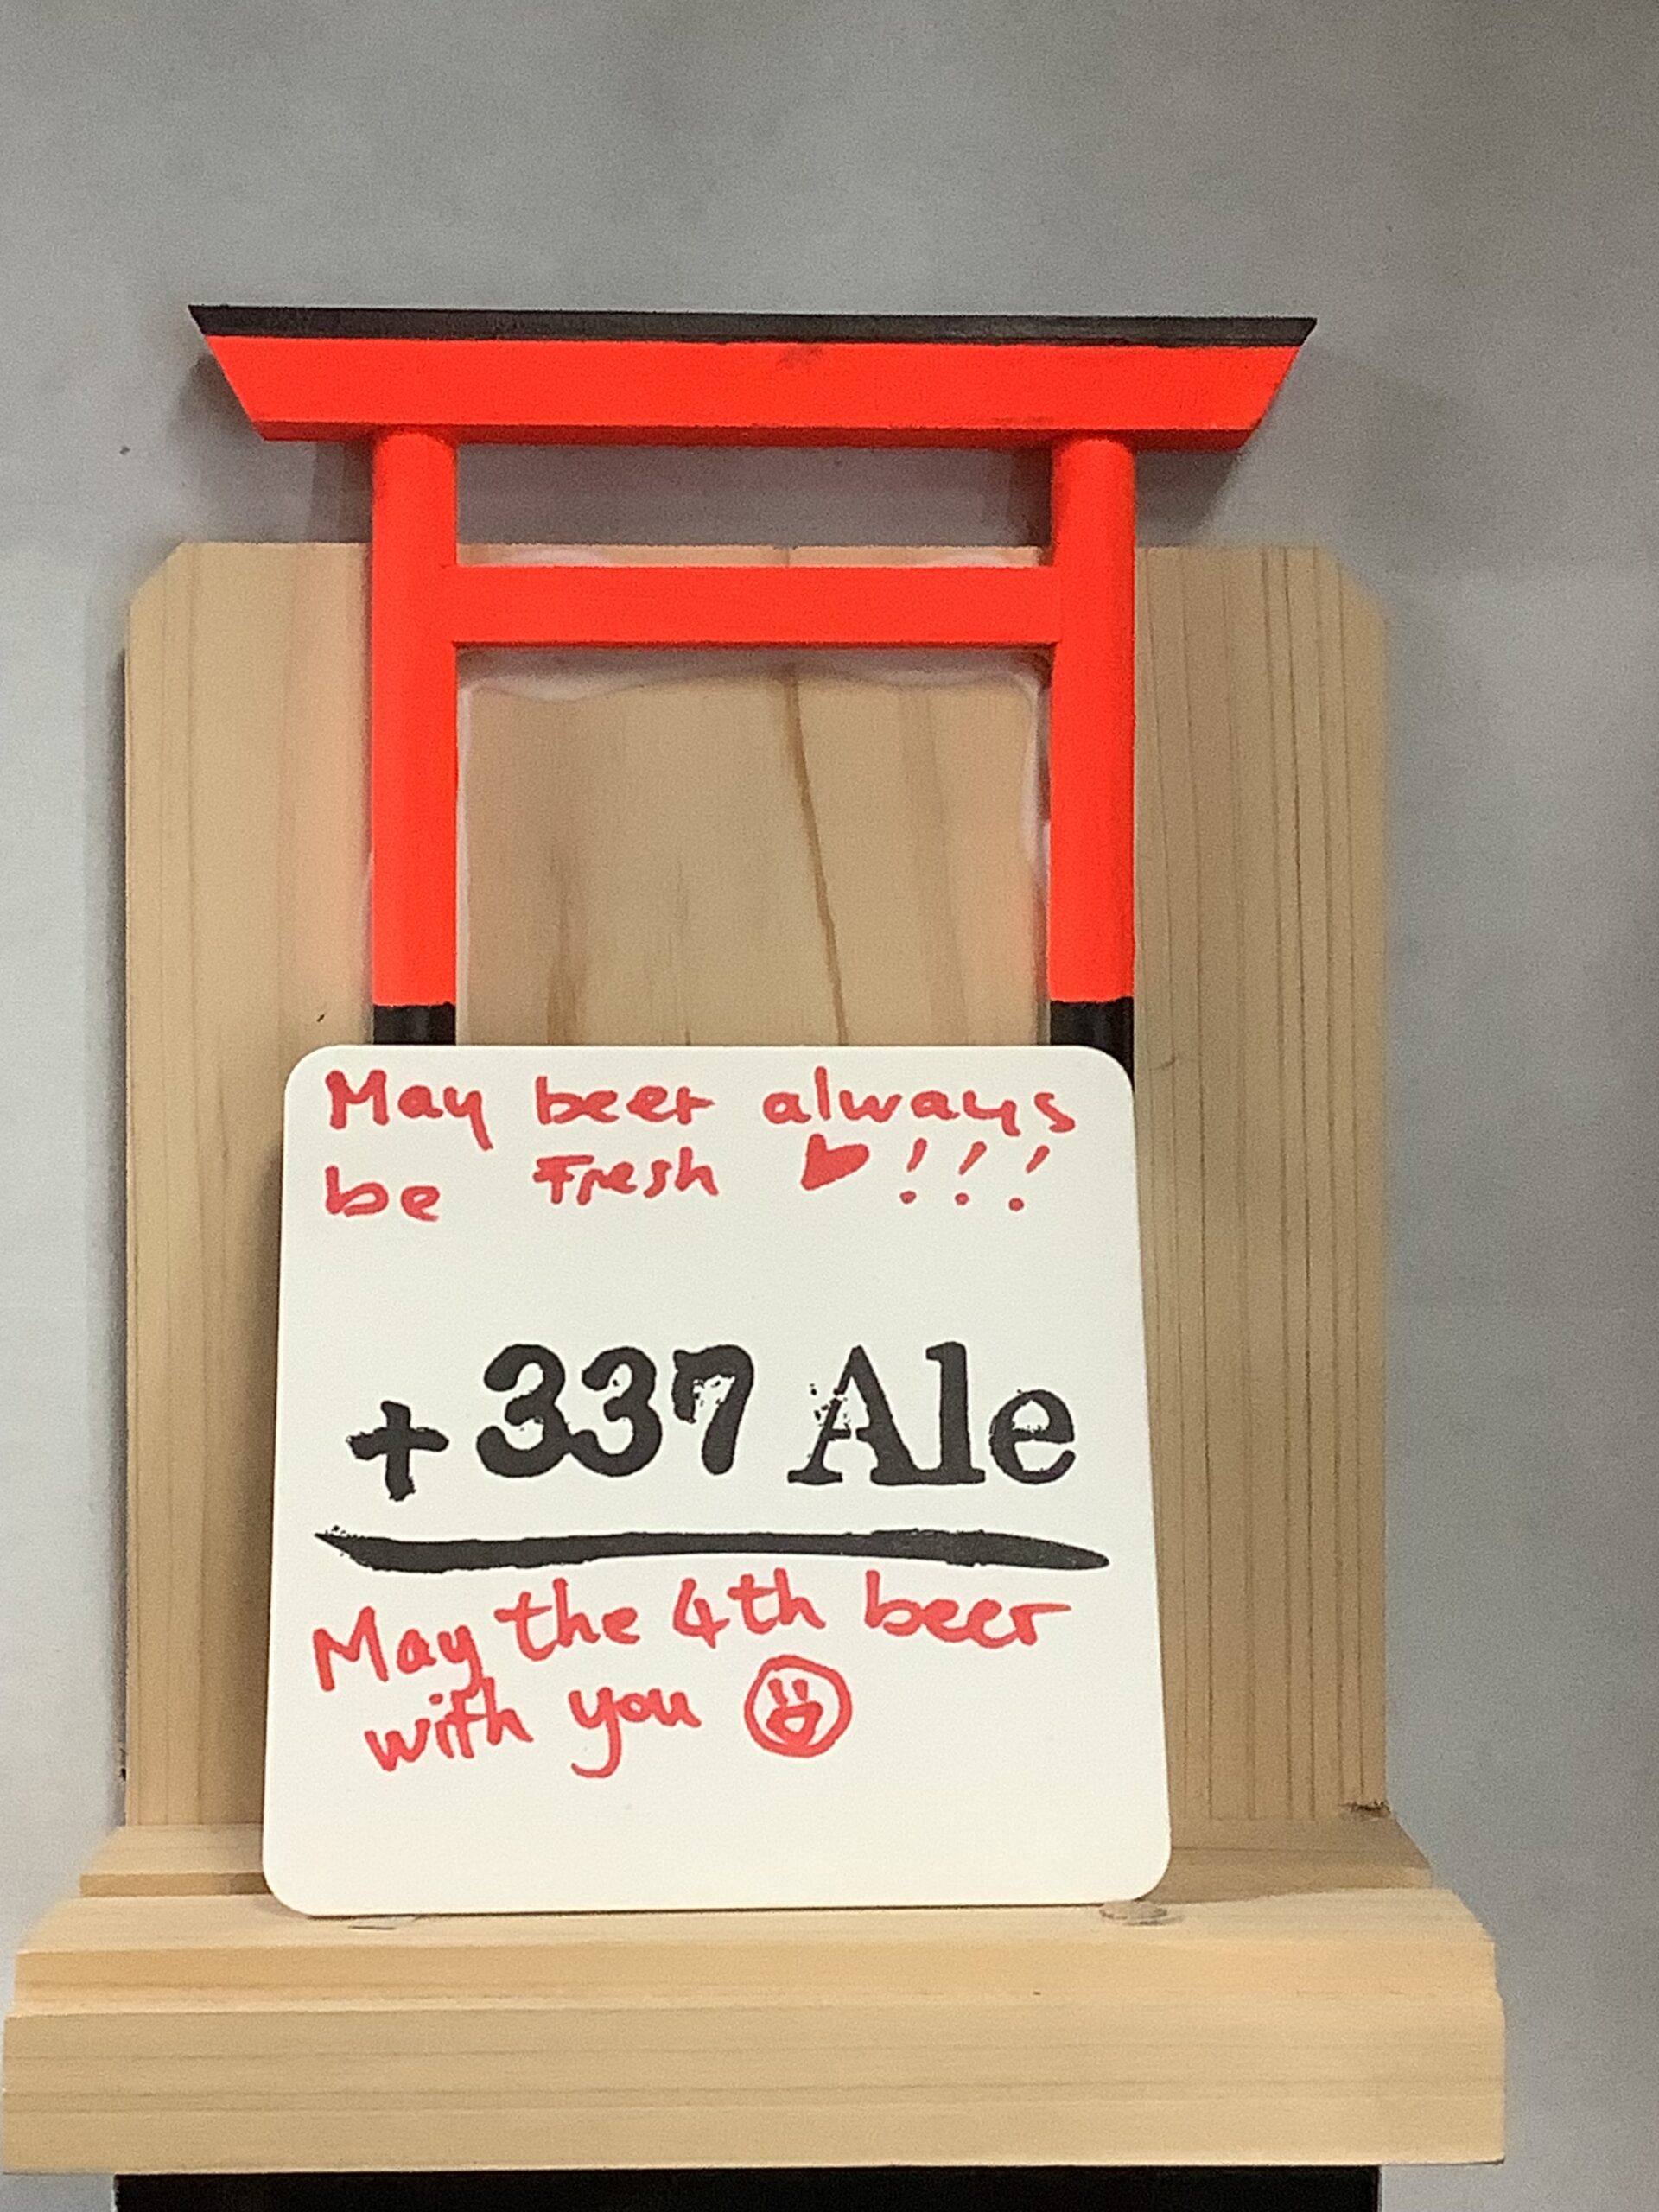 May beer always
be Fresh !!!
+337 Ale
May the 4th beer
with you